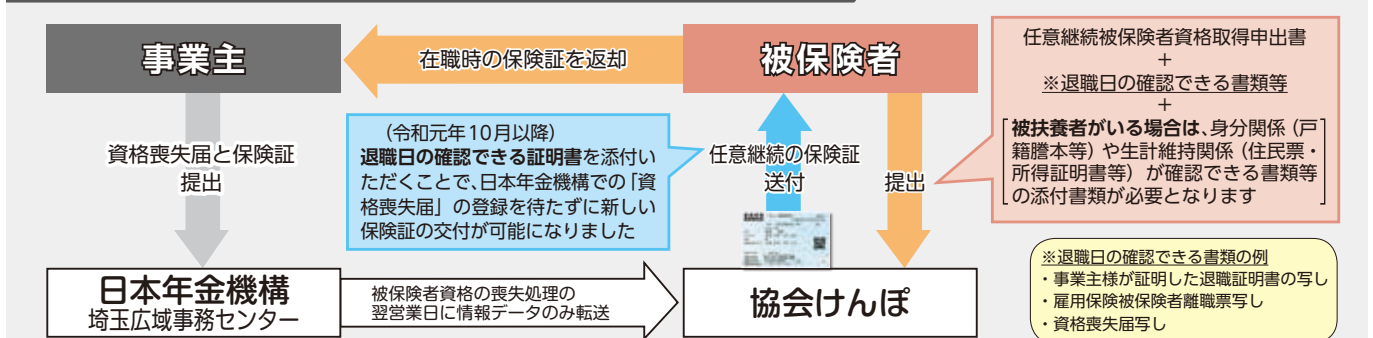 事業主
在職時の保険証を返却
被保険者
任意継続被保険者資格取得申出書
+
※退職日の確認できる書類等
+
被扶養者がいる場合は、身分関係（戸
籍謄本等）や生計維持関係（住民票・
所得証明書等）が確認できる書類等
の添付書類が必要となります
資格喪失届と保険証
提出
（令和元年10月以降）
退職日の確認できる証明書を添付い
ただくことで、日本年金機構での「資
格喪失届」の登録を待たずに新しい
保険証の交付が可能になりました
任意継続の保険証
送付
提出
日本年金機構
埼玉広域事務センター
被保険者資格の喪失処理の
翌営業日に情報データのみ転送
協会けんぽ
※退職日の確認できる書類の例
・事業主様が証明した退職証明書の写し
・雇用保険被保険者離職票写し
・資格喪失届写し